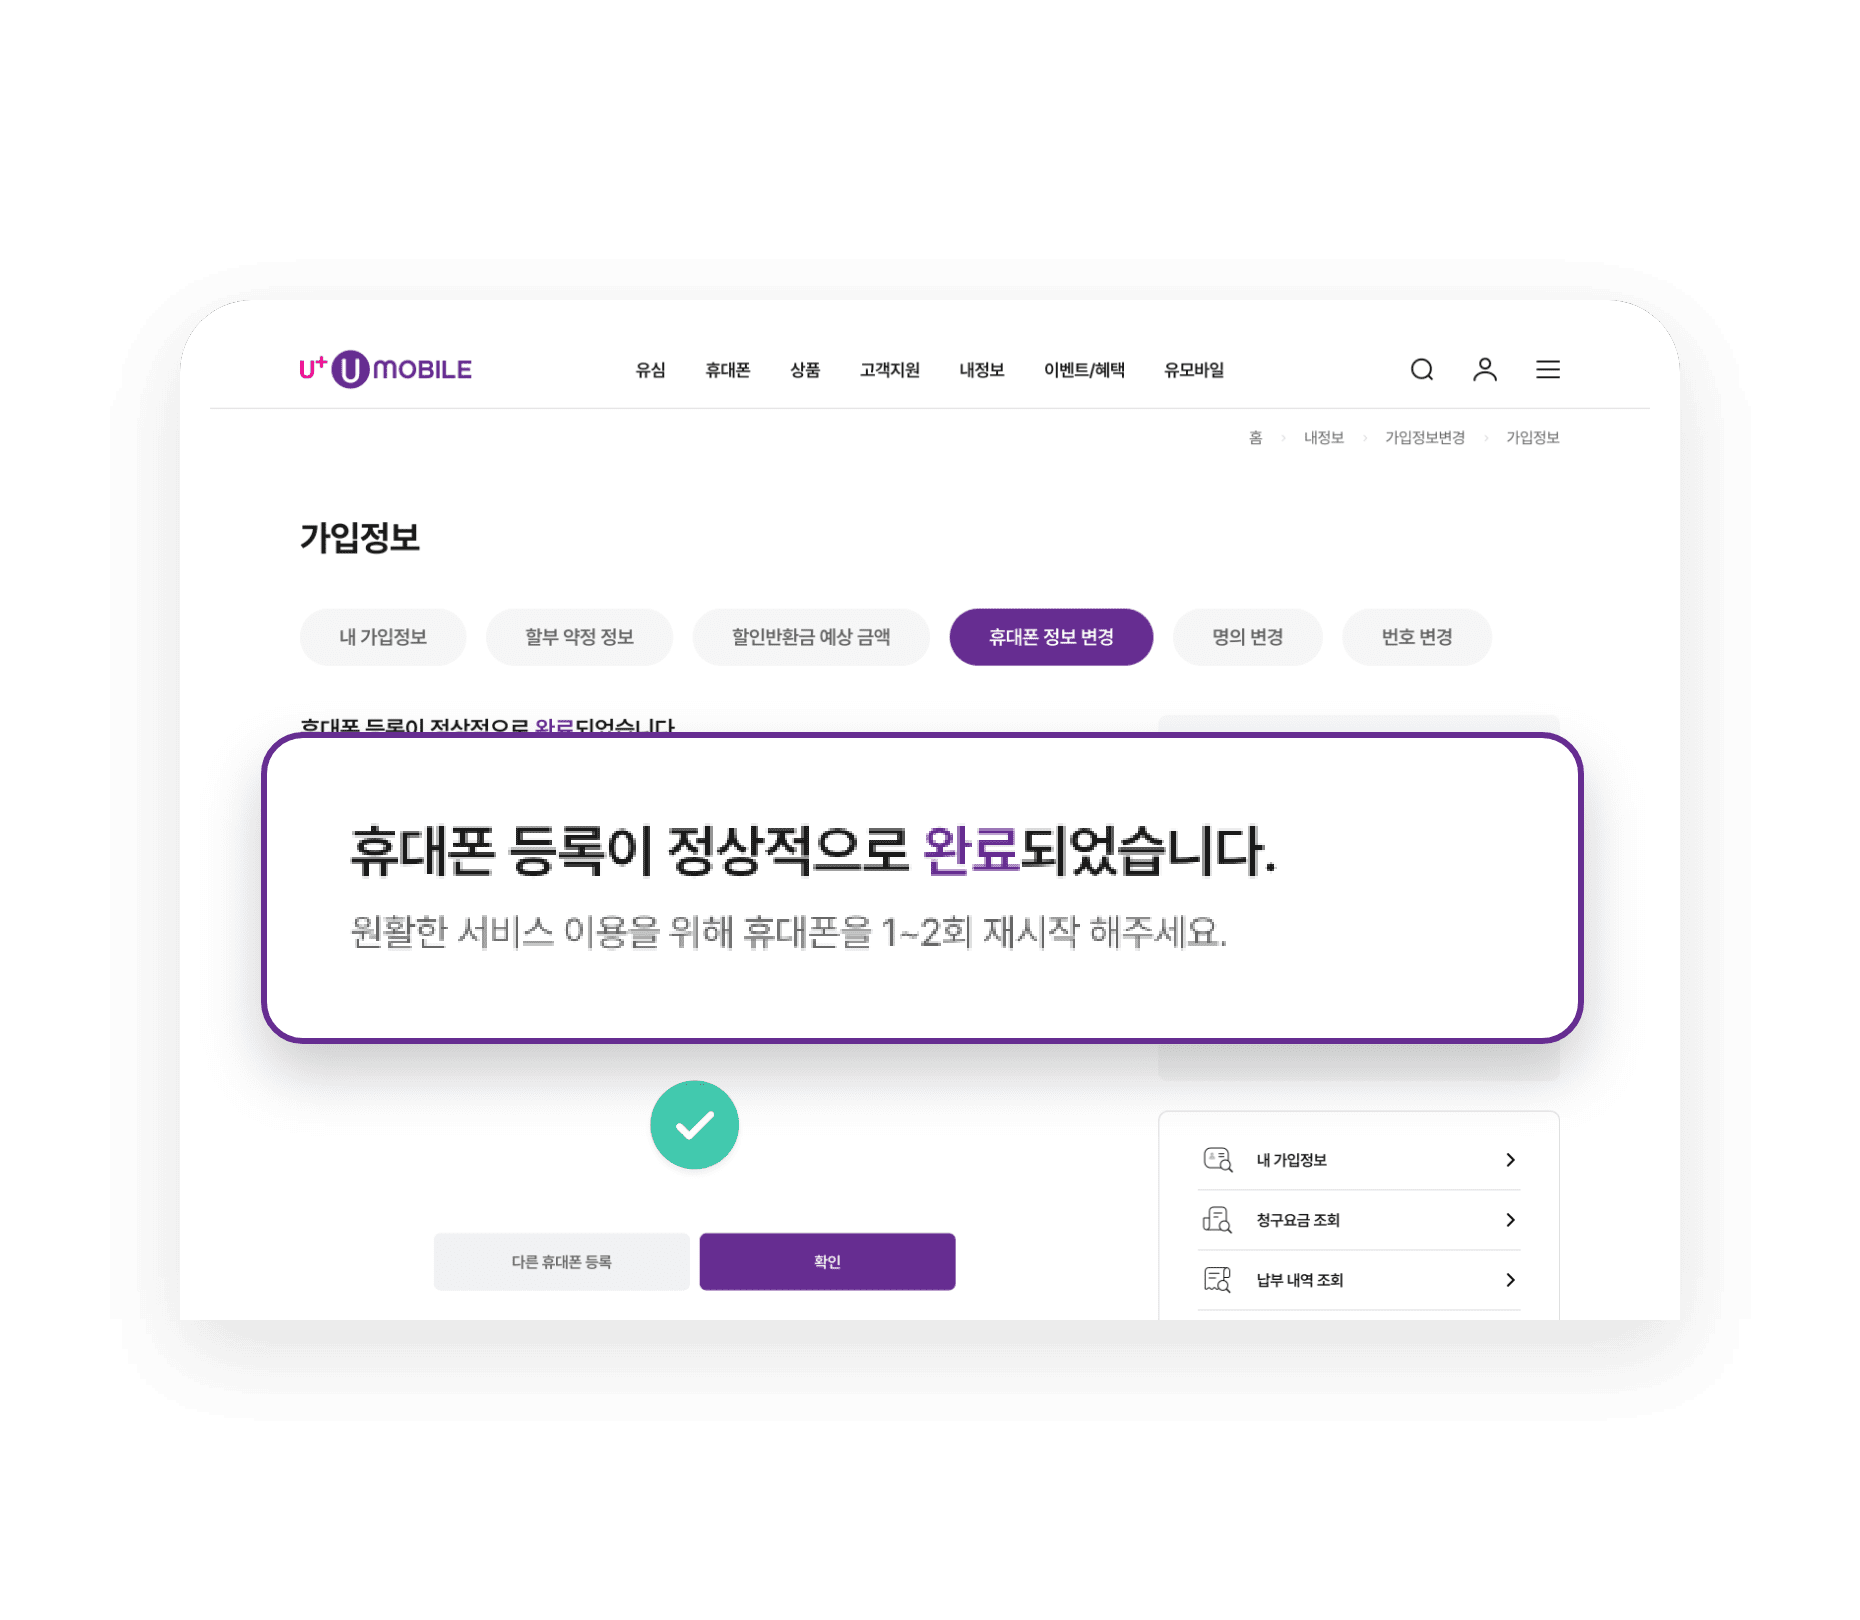 U+ U MOBILE
유심 휴대폰 상품 고객지원 내정보 이벤트/혜택 유모바일
홈 > 내정보 > 가입정보변경 > 가입정보
가입정보
내 가입정보 할부 약정 정보 할인반환금 예상 금액 휴대폰 정보 변경 명의 변경 번호 변경
휴대폰 등록이 정상적으로 완료되었습니다
휴대폰 등록이 정상적으로 완료되었습니다.
원활한 서비스 이용을 위해 휴대폰을 1~2회 재시작 해주세요.
내 가입정보
청구요금 조회
납부 내역 조회
다른 휴대폰 등록 확인